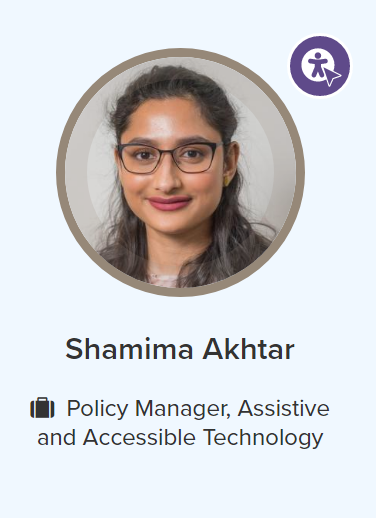 Shamima Akhtar
Policy Manager, Assistive
and Accessible Technology